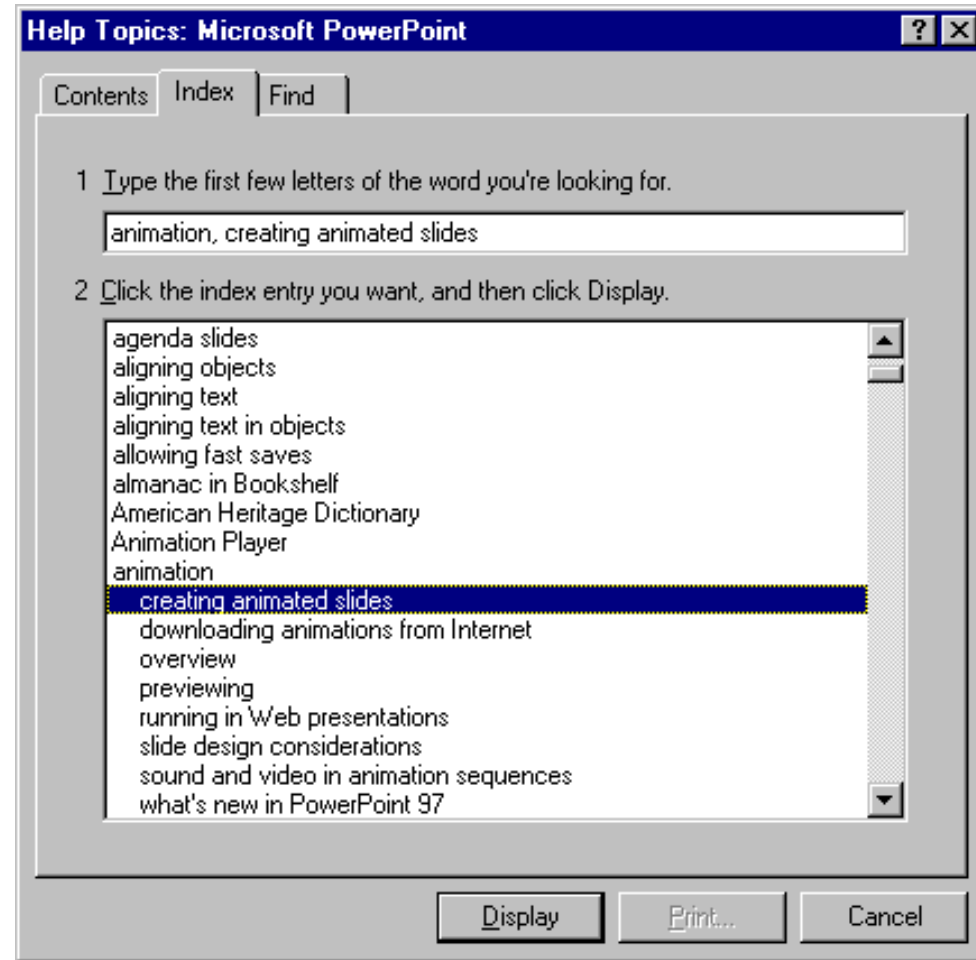 Help Topics: Microsoft PowerPoint
Contents Index Find
1 Type the first few letters of the word you're looking for.
animation, creating animated slides
2 Click the index entry you want, and then click Display.
agenda slides
aligning objects
aligning text
aligning text in objects
allowing fast saves
almanac in Bookshelf
American Heritage Dictionary
Animation Player
animation
creating animated slides
downloading animations from Internet
overview
previewing
running in Web presentations
slide design considerations
sound and video in animation sequences
what's new in PowerPoint 97
Display Print... Cancel